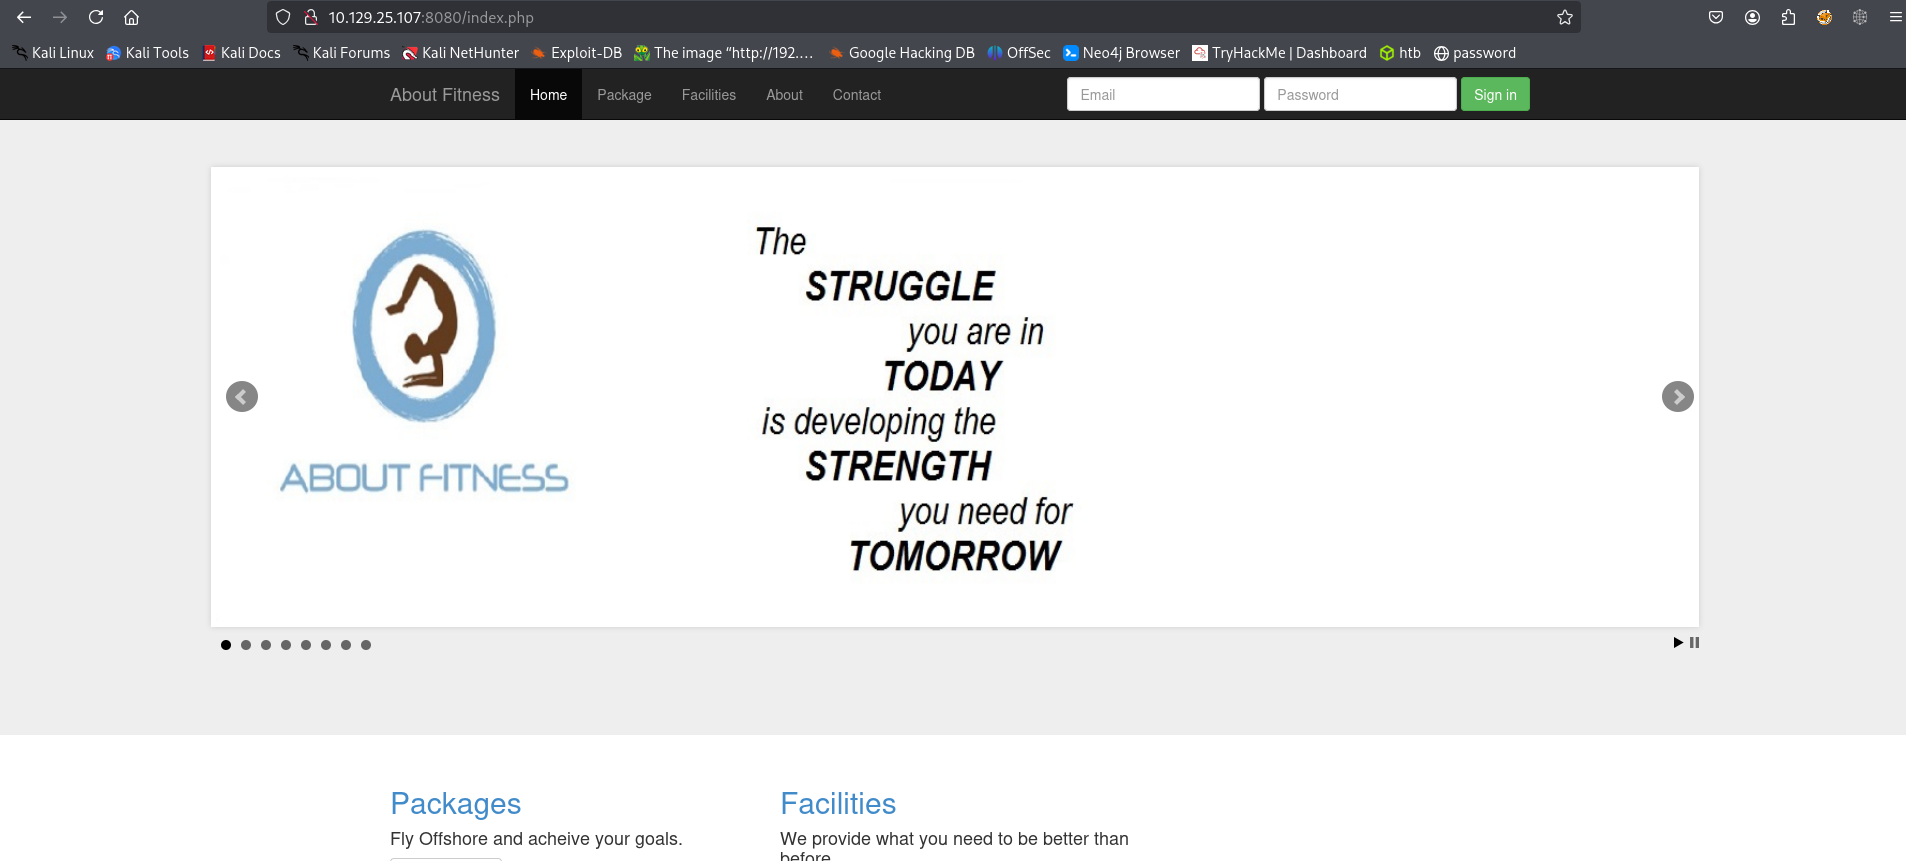 10.129.25.107:8080/index.php
Kali Linux Kali Tools Kali Docs Kali Forums Kali NetHunter Exploit-DB The image “http://192.… Google Hacking DB OffSec Neo4j Browser TryHackMe | Dashboard htb password
About Fitness Home Package Facilities About Contact Email Password Sign in
The
STRUGGLE
you are in
TODAY
is developing the
STRENGTH
you need for
TOMORROW
ABOUT FITNESS
Packages
Fly Offshore and acheive your goals.
Facilities
We provide what you need to be better than
before